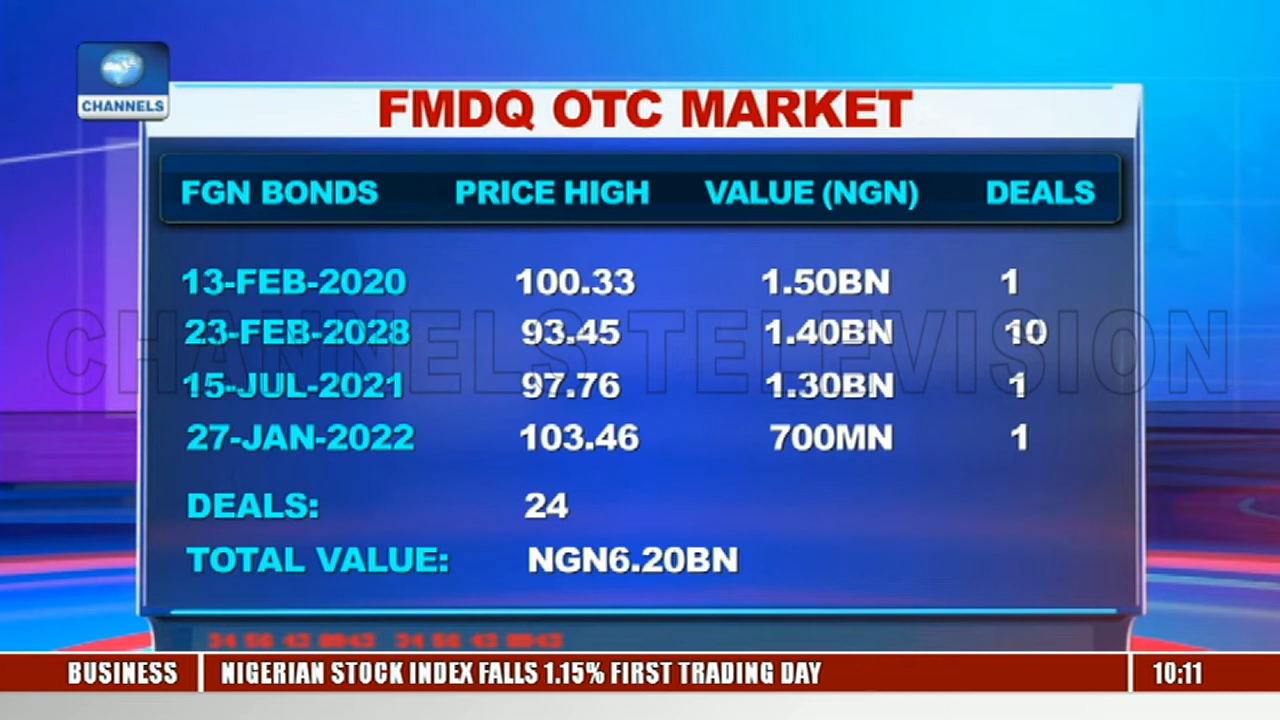 CHANNELS
FMDQ OTC MARKET
FGN BONDS PRICE HIGH VALUE (NGN) DEALS
13-FEB-2020 100.33 1.50BN 1
23-FEB-2028 93.45 1.40BN 10
CHANNELS TELEVISION
15-JUL-2021 97.76 1.30BN 1
27-JAN-2022 103.46 700MN 1
DEALS: 24
TOTAL VALUE: NGN6.20BN
BUSINESS NIGERIAN STOCK INDEX FALLS 1.15% FIRST TRADING DAY 10:11